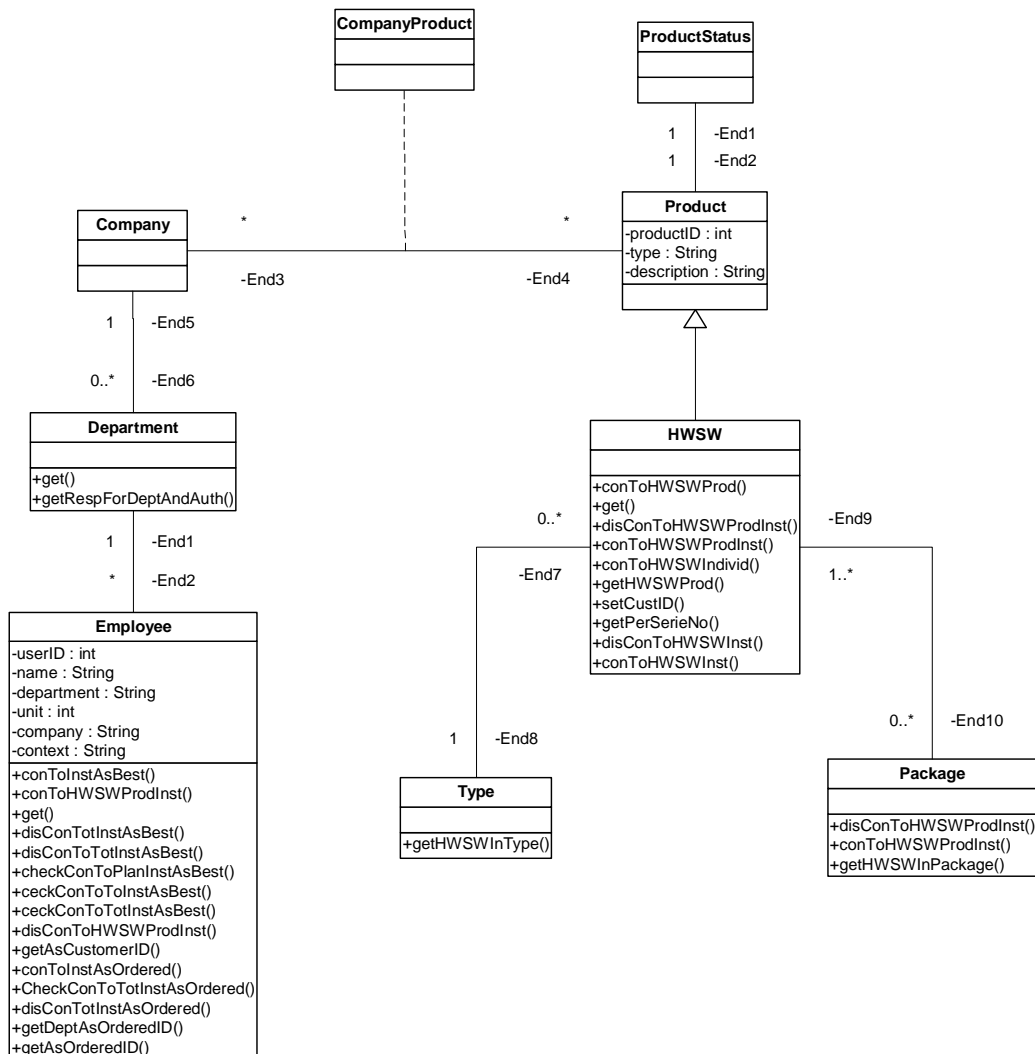 CompanyProduct
ProductStatus
1 -End1
1 -End2
Product
-productID : int
-type : String
-description : String
Company
*
*
-End3
-End4
1 -End5
0..* -End6
Department
+get()
+getRespForDeptAndAuth()
1 -End1
* -End2
Employee
-userID : int
-name : String
-department : String
-unit : int
-company : String
-context : String
+conToInstAsBest()
+conToHWSWProdInst()
+get()
+disConTotInstAsBest()
+disConToTotInstAsBest()
+checkConToPlanInstAsBest()
+ceckConToToInstAsBest()
+ceckConToTotInstAsBest()
+disConToHWSWProdInst()
+getAsCustomerID()
+conToInstAsOrdered()
+CheckConToTotInstAsOrdered()
+disConTotInstAsOrdered()
+getDeptAsOrderedID()
+getAsOrderedID()
HWSW
+conToHWSWProd()
+get()
+disConToHWSWProdInst()
+conToHWSWProdInst()
+conToHWSWIndivid()
+getHWSWProd()
+setCustID()
+getPerSerieNo()
+disConToHWSWInst()
+conToHWSWInst()
0..*
-End7
-End9
1..*
1 -End8
0..* -End10
Type
+getHWSWInType()
Package
+disConToHWSWProdInst()
+conToHWSWProdInst()
+getHWSWInPackage()